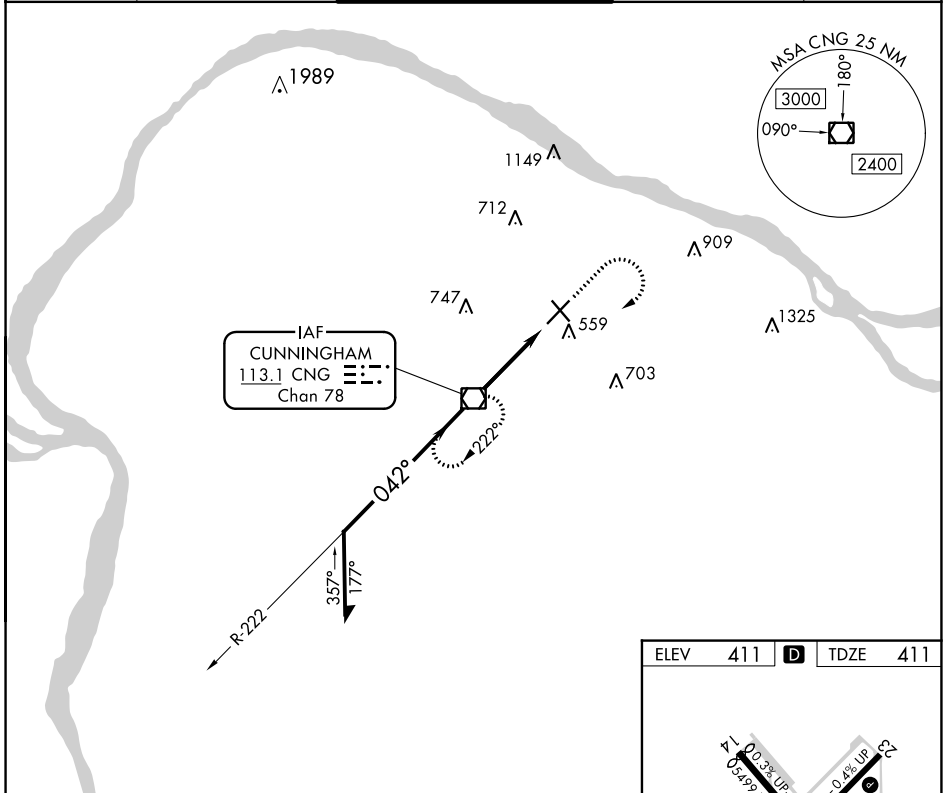 1989
MSA CNG 25 NM
180°
3000
090°
2400
1149
712
909
747
559
1325
703
IAF
CUNNINGHAM
113.1 CNG
Chan 78
222°
042°
357°
177°
R-222
ELEV 411 D TDZE 411
14
0.3% UP
5499
23
0.4% UP
P